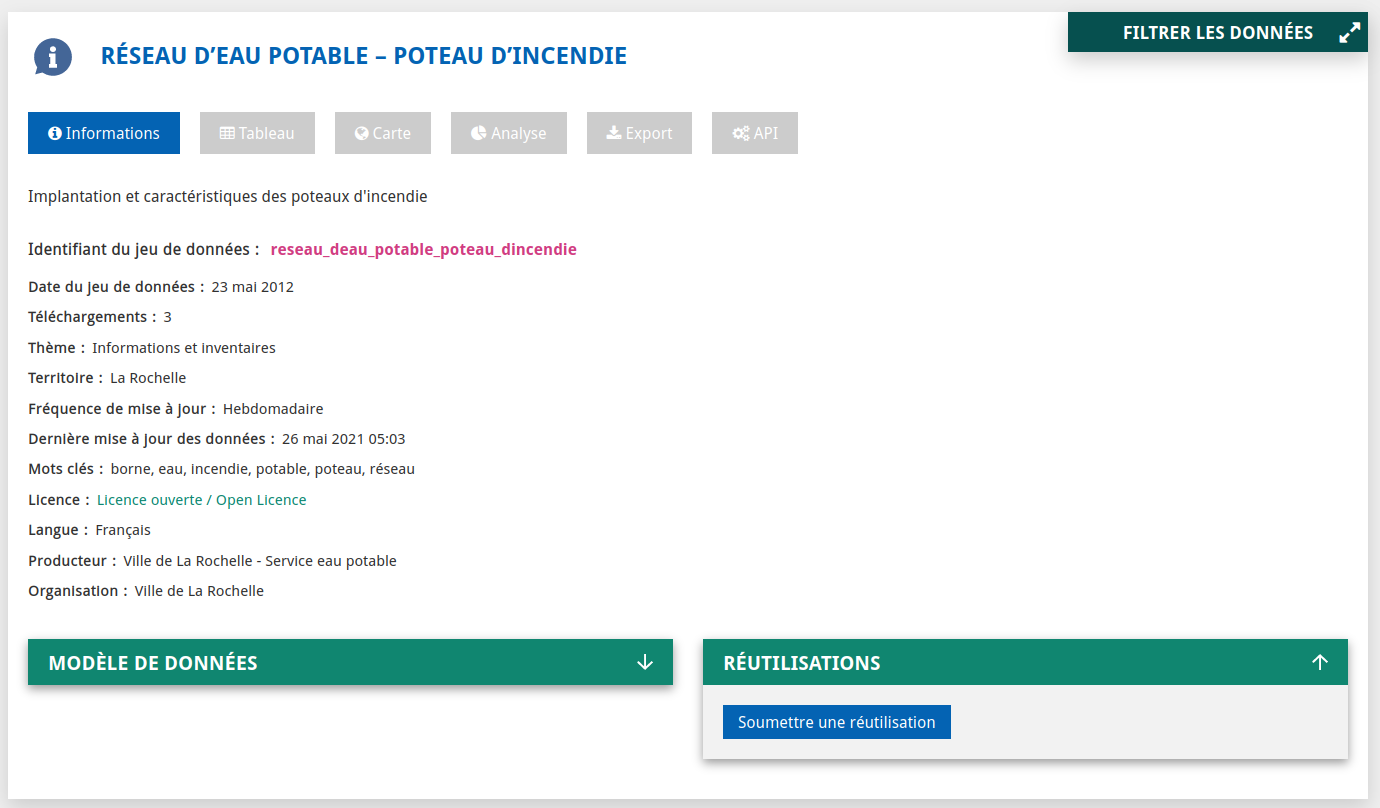 FILTRER LES DONNÉES
RÉSEAU D’EAU POTABLE – POTEAU D’INCENDIE
Informations Tableau Carte Analyse Export API
Implantation et caractéristiques des poteaux d'incendie
Identifiant du jeu de données : reseau_deau_potable_poteau_dincendie
Date du jeu de données : 23 mai 2012
Téléchargements : 3
Thème : Informations et inventaires
Territoire : La Rochelle
Fréquence de mise à jour : Hebdomadaire
Dernière mise à jour des données : 26 mai 2021 05:03
Mots clés : borne, eau, incendie, potable, poteau, réseau
Licence : Licence ouverte / Open Licence
Langue : Français
Producteur : Ville de La Rochelle - Service eau potable
Organisation : Ville de La Rochelle
MODÈLE DE DONNÉES
RÉUTILISATIONS
Soumettre une réutilisation